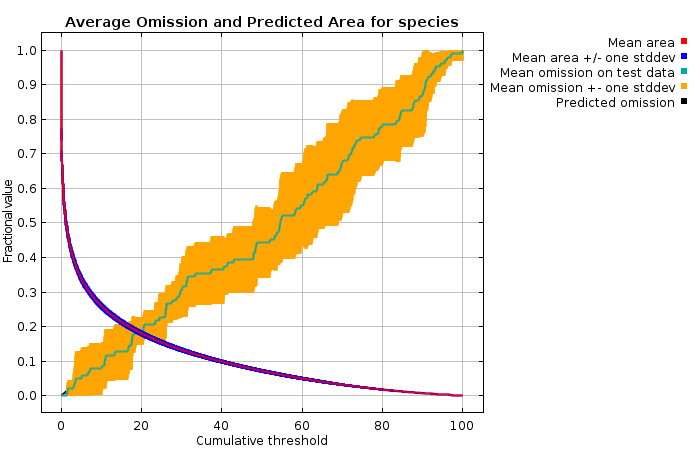 Average Omission and Predicted Area for species
Mean area
Mean area +/- one stddev
Mean omission on test data
Mean omission +- one stddev
Predicted omission
Fractional value
1.0
0.9
0.8
0.7
0.6
0.5
0.4
0.3
0.2
0.1
0.0
0 20 40 60 80 100
Cumulative threshold